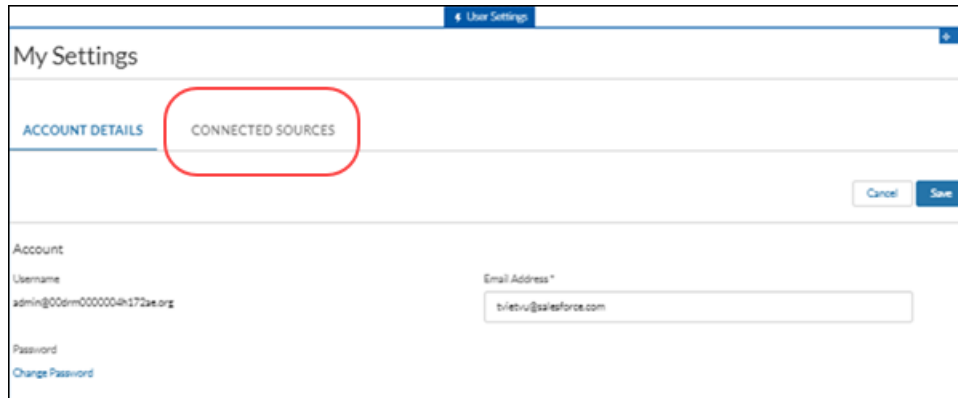 User Settings
My Settings
ACCOUNT DETAILS CONNECTED SOURCES
Cancel Save
Account
Username Email Address *
admin@00drm0000004h172ae.org tvietvu@salesforce.com
Password
Change Password